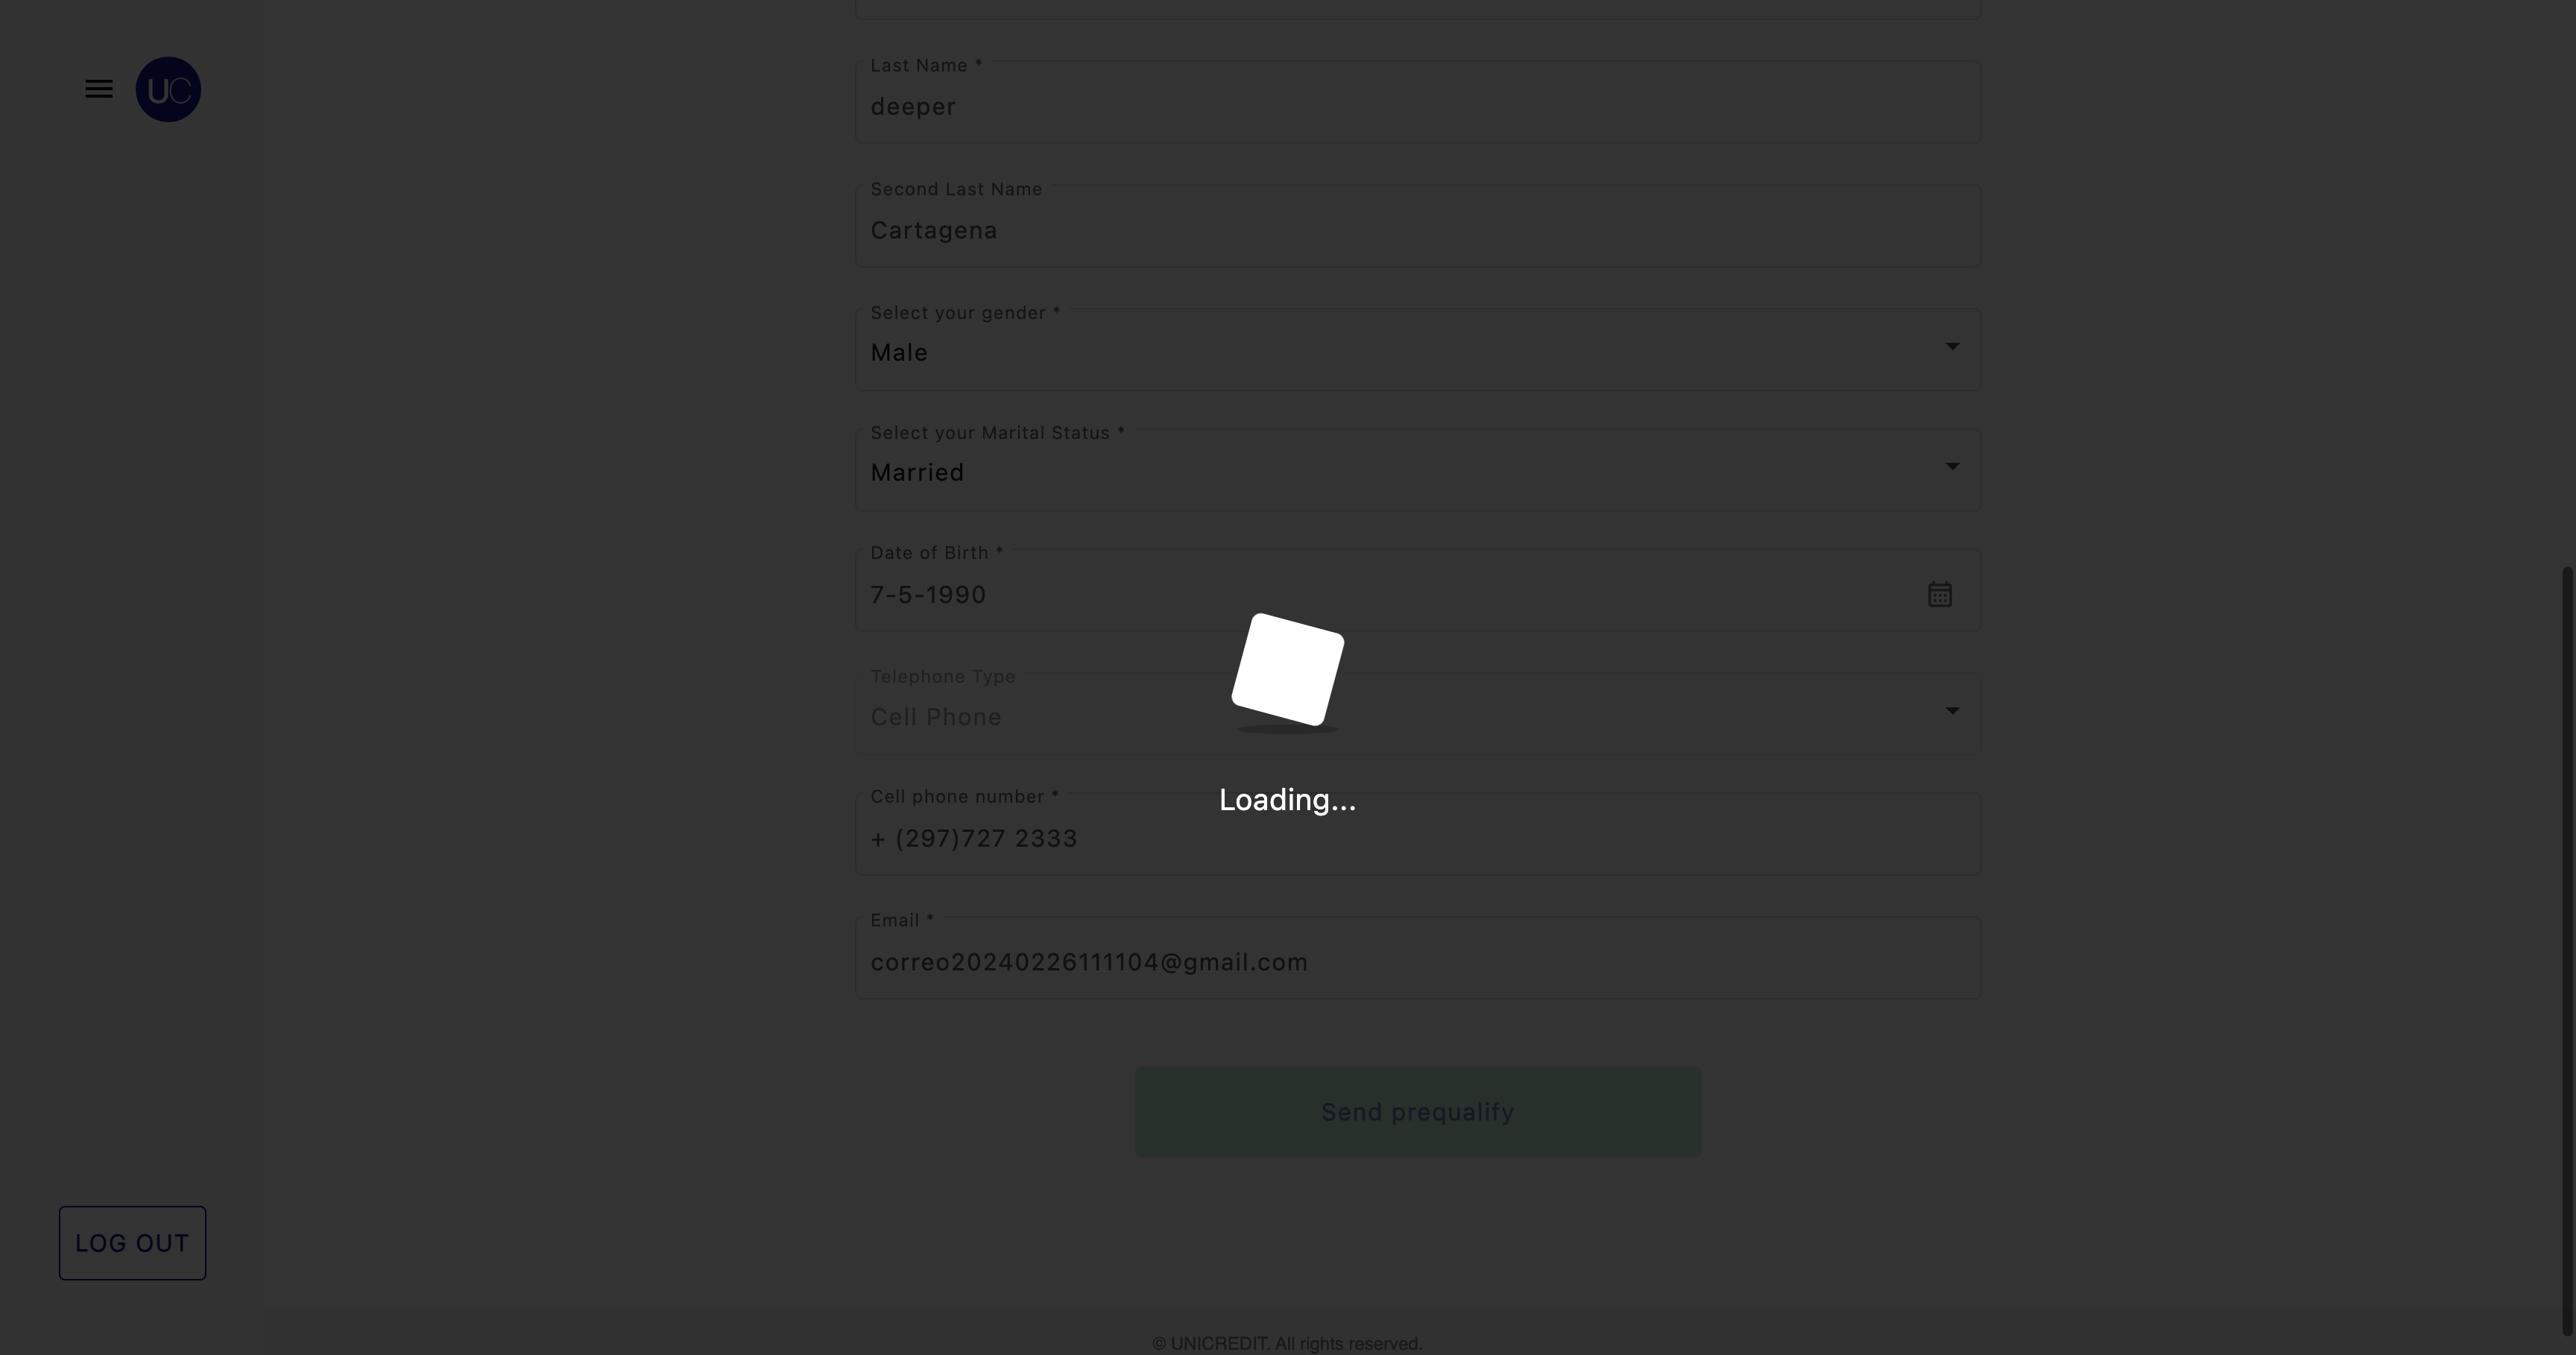 UC
Last Name *
deeper
Second Last Name
Cartagena
Select your gender *
Male
Select your Marital Status *
Married
Date of Birth *
7-5-1990
Telephone Type
Cell Phone
Loading...
Cell phone number *
+ (297)727 2333
Email *
correo20240226111104@gmail.com
Send prequalify
LOG OUT
© UNICREDIT. All rights reserved.